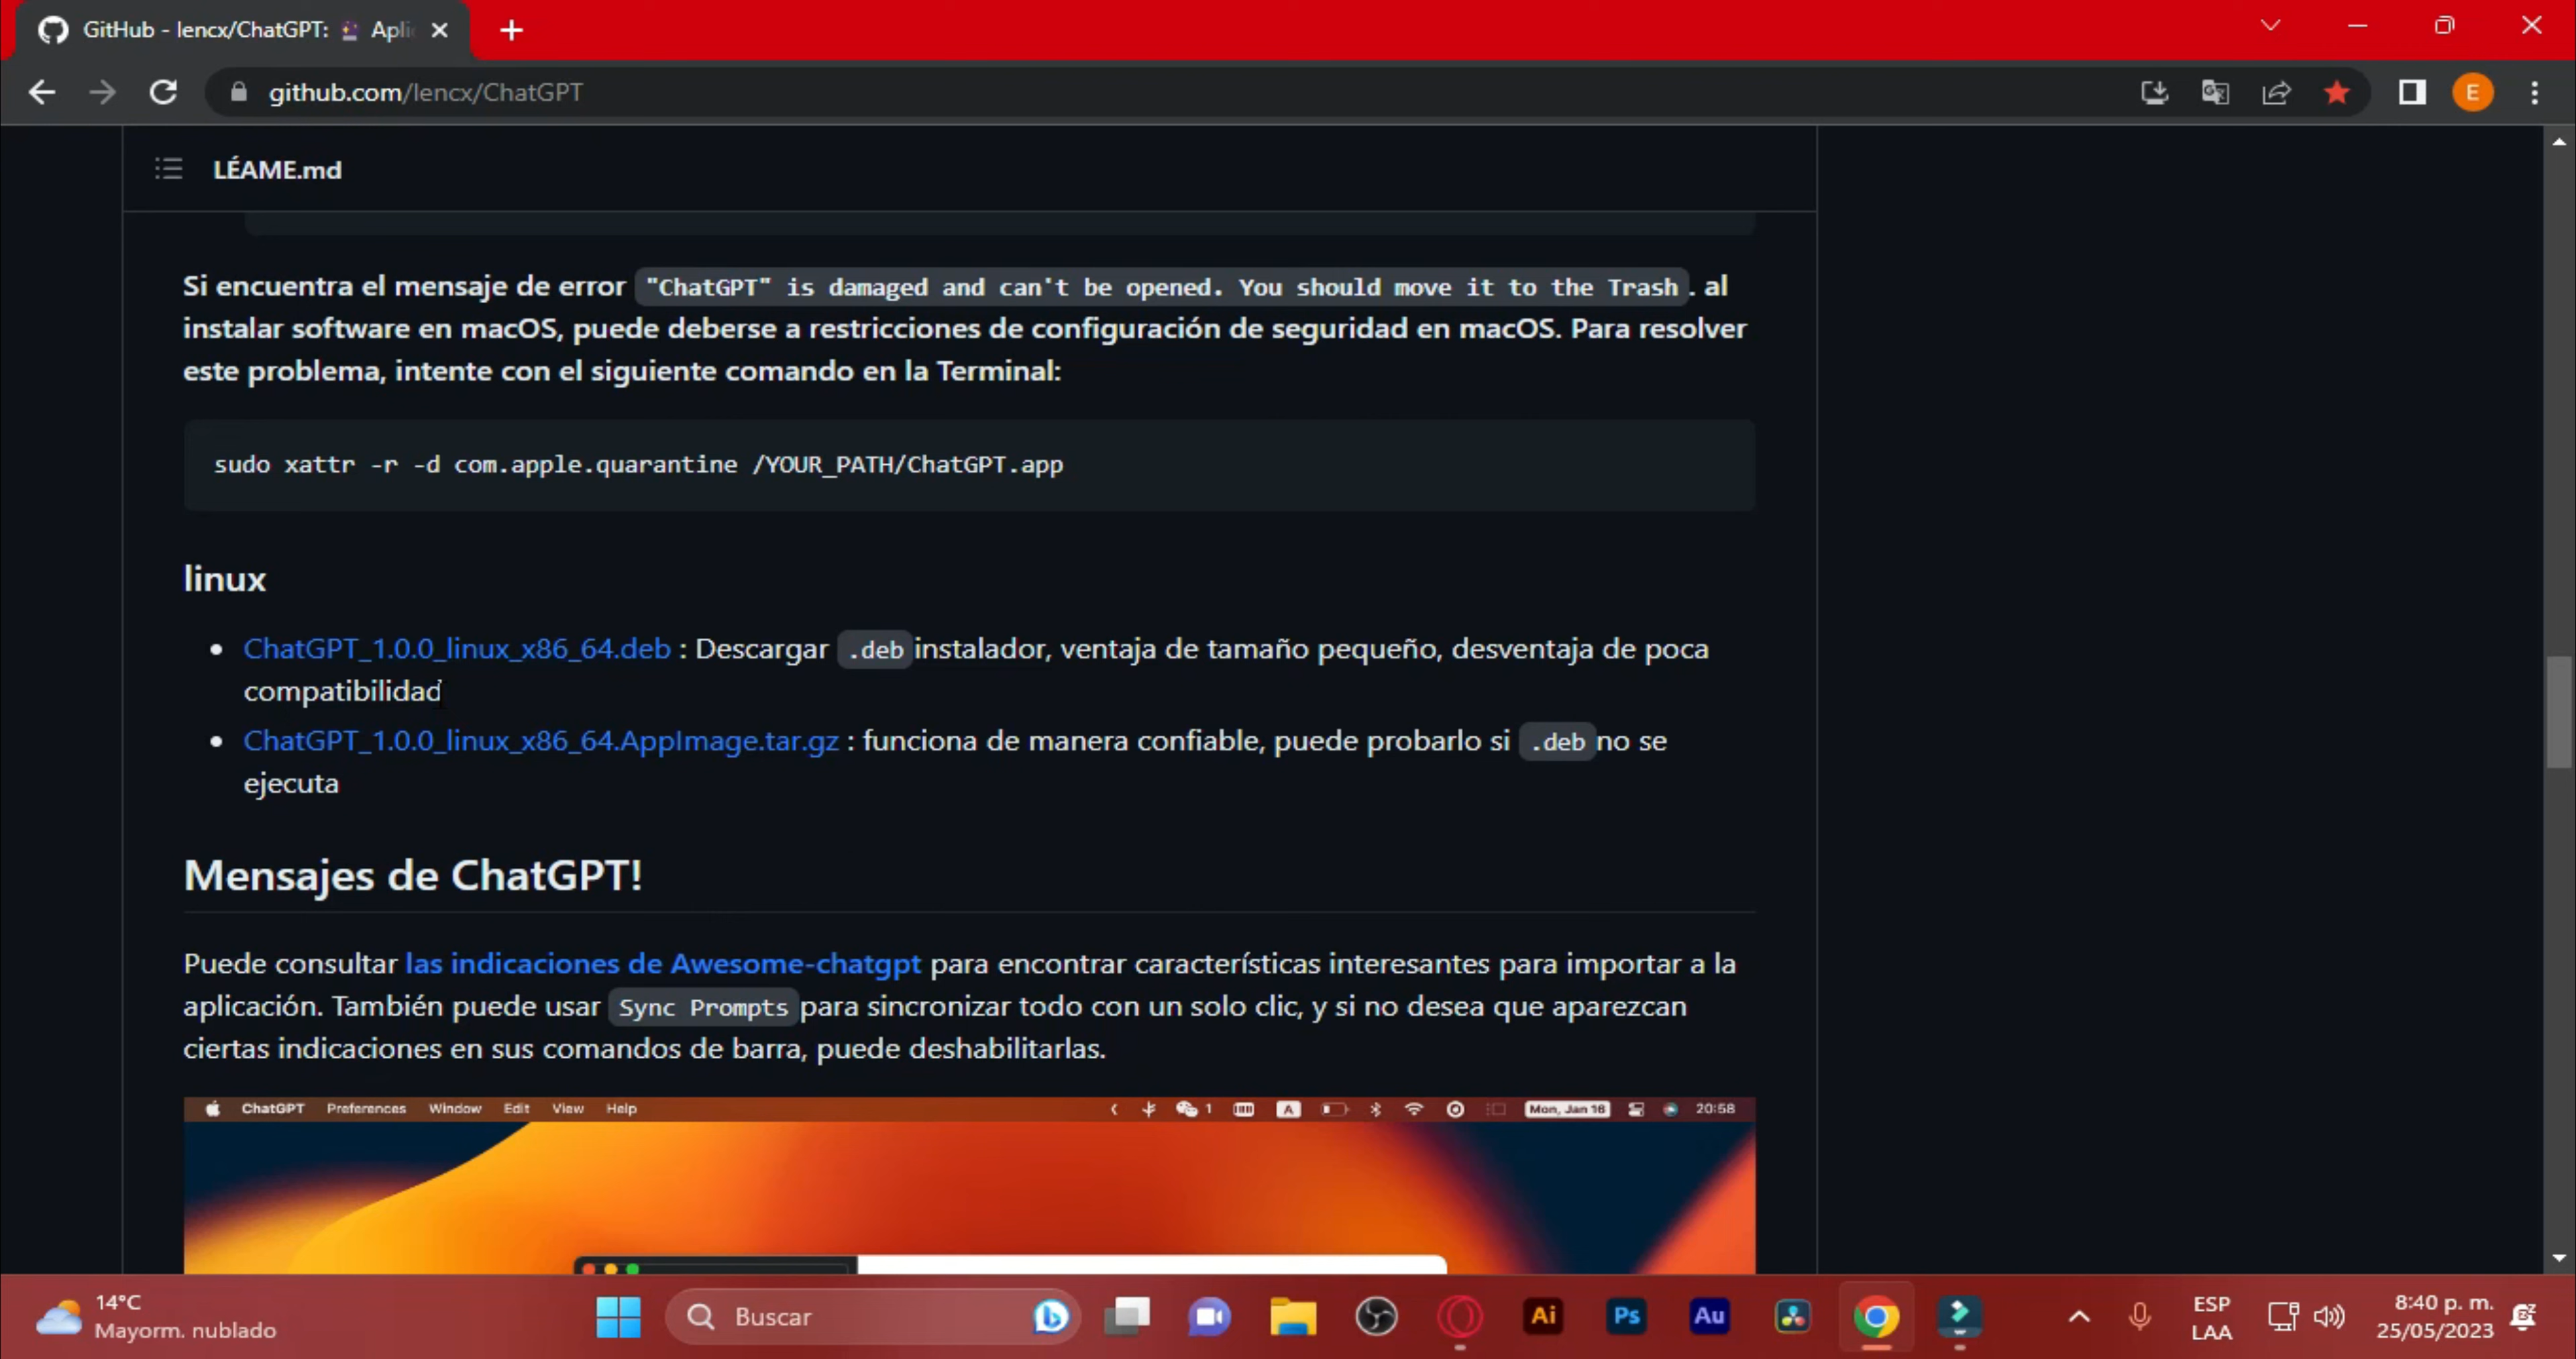 GitHub - lencx/ChatGPT: 🔮 Apli
github.com/lencx/ChatGPT
E
LÉAME.md
Si encuentra el mensaje de error "ChatGPT" is damaged and can't be opened. You should move it to the Trash . al
instalar software en macOS, puede deberse a restricciones de configuración de seguridad en macOS. Para resolver
este problema, intente con el siguiente comando en la Terminal:
sudo xattr -r -d com.apple.quarantine /YOUR_PATH/ChatGPT.app
linux
• ChatGPT_1.0.0_linux_x86_64.deb : Descargar .deb instalador, ventaja de tamaño pequeño, desventaja de poca
compatibilidad
• ChatGPT_1.0.0_linux_x86_64.AppImage.tar.gz : funciona de manera confiable, puede probarlo si .deb no se
ejecuta
Mensajes de ChatGPT!
Puede consultar las indicaciones de Awesome-chatgpt para encontrar características interesantes para importar a la
aplicación. También puede usar Sync Prompts para sincronizar todo con un solo clic, y si no desea que aparezcan
ciertas indicaciones en sus comandos de barra, puede deshabilitarlas.
ChatGPT Preferences Window Edit View Help 1 A Mon, Jan 16 20:58
14°C
Mayorm. nublado
Buscar
Ai
Ps
Au
ESP
LAA
8:40 p. m.
25/05/2023